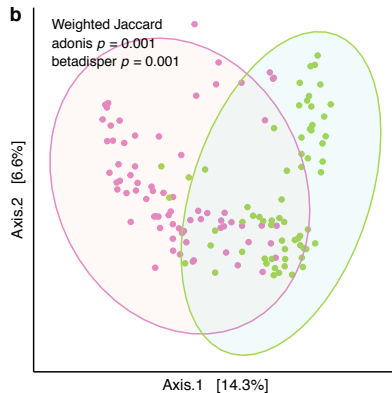 b
Weighted Jaccard
adonis p = 0.001
betadisper p = 0.001
Axis.2 [6.6%]
Axis.1 [14.3%]